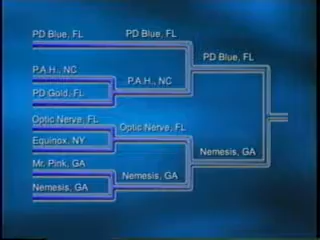 PD Blue, FL
P.A.H., NC
PD Gold, FL
Optic Nerve, FL
Equinox, NY
Mr. Pink, GA
Nemesis, GA
PD Blue, FL
P.A.H., NC
Optic Nerve, FL
Nemesis, GA
PD Blue, FL
Nemesis, GA